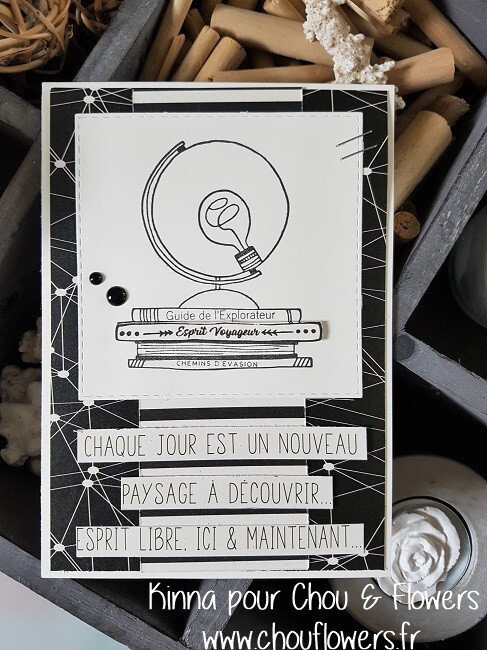 Guide de l'Explorateur
Esprit Voyageur
CHEMINS D'ÉVASION
CHAQUE JOUR EST UN NOUVEAU
PAYSAGE À DÉCOUVRIR...
ESPRIT LIBRE, ICI & MAINTENANT...
Kinna pour Chou & Flowers
www.chouflowers.fr